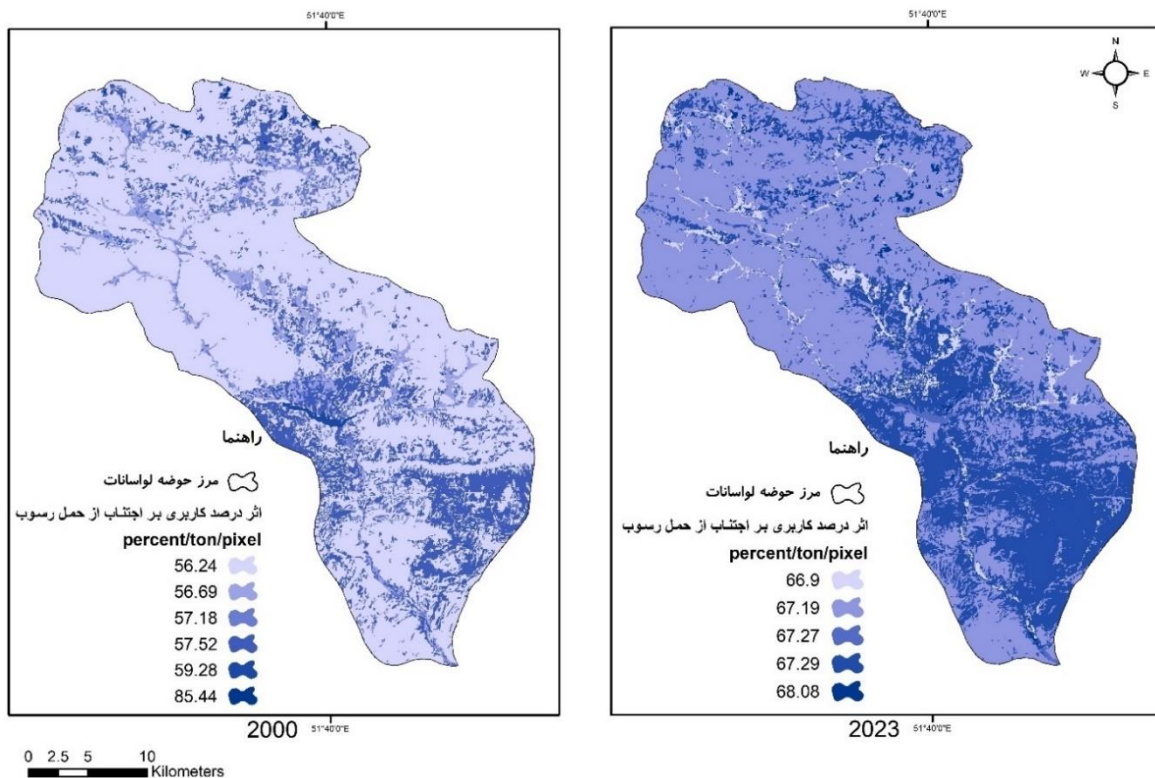 51°40'0"E
راهنما
مرز حوضه لواسانات
اثر درصد کاربری بر اجتناب از حمل رسوب
percent/ton/pixel
56.24
56.69
57.18
57.52
59.28
85.44
51°40'0"E
2000
0 2.5 5 10
Kilometers
51°40'0"E
N
W E
S
راهنما
مرز حوضه لواسانات
اثر درصد کاربری بر اجتناب از حمل رسوب
percent/ton/pixel
66.9
67.19
67.27
67.29
68.08
51°40'0"E
2023